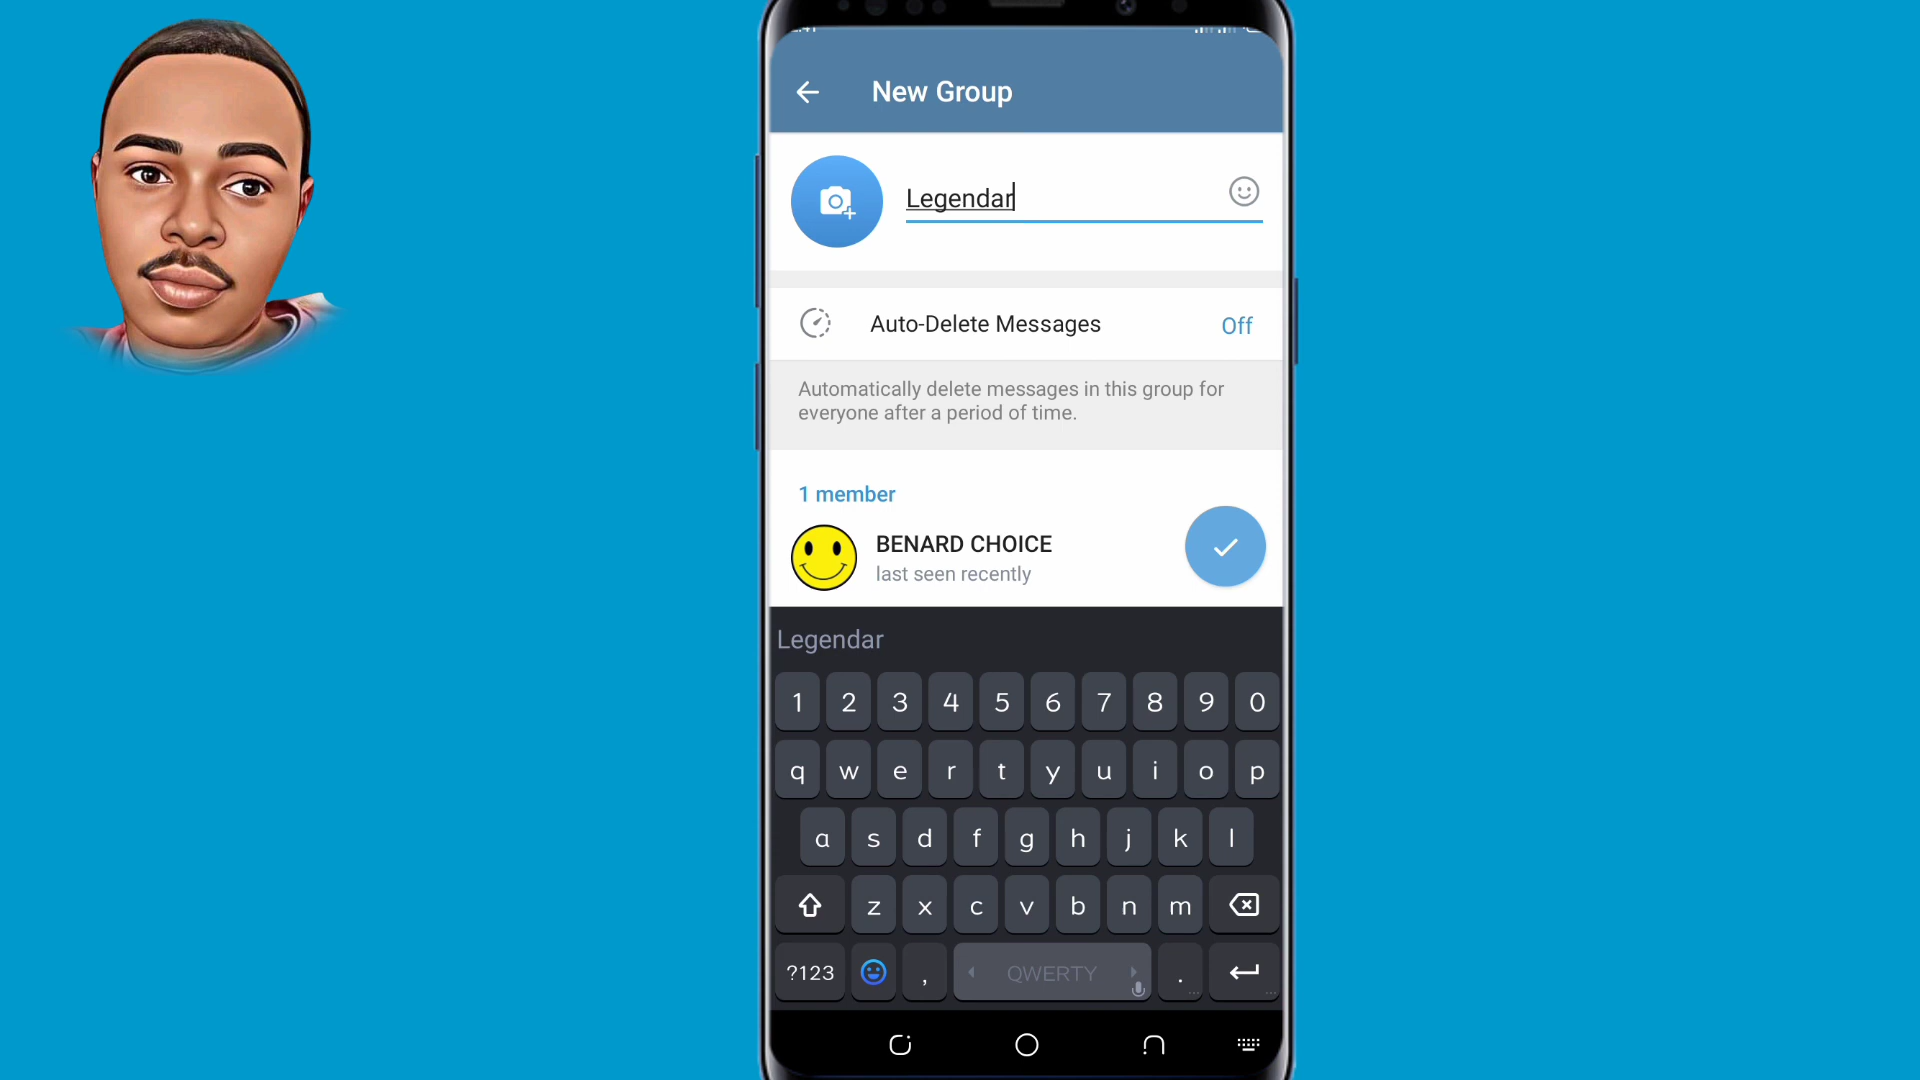 New Group
Legendar
Auto-Delete Messages
Off
Automatically delete messages in this group for
everyone after a period of time.
1 member
BENARD CHOICE
last seen recently
Legendar
1 2 3 4 5 6 7 8 9 0
q w e r t y u i o p
a s d f g h j k l
z x c v b n m
?123 , QWERTY .